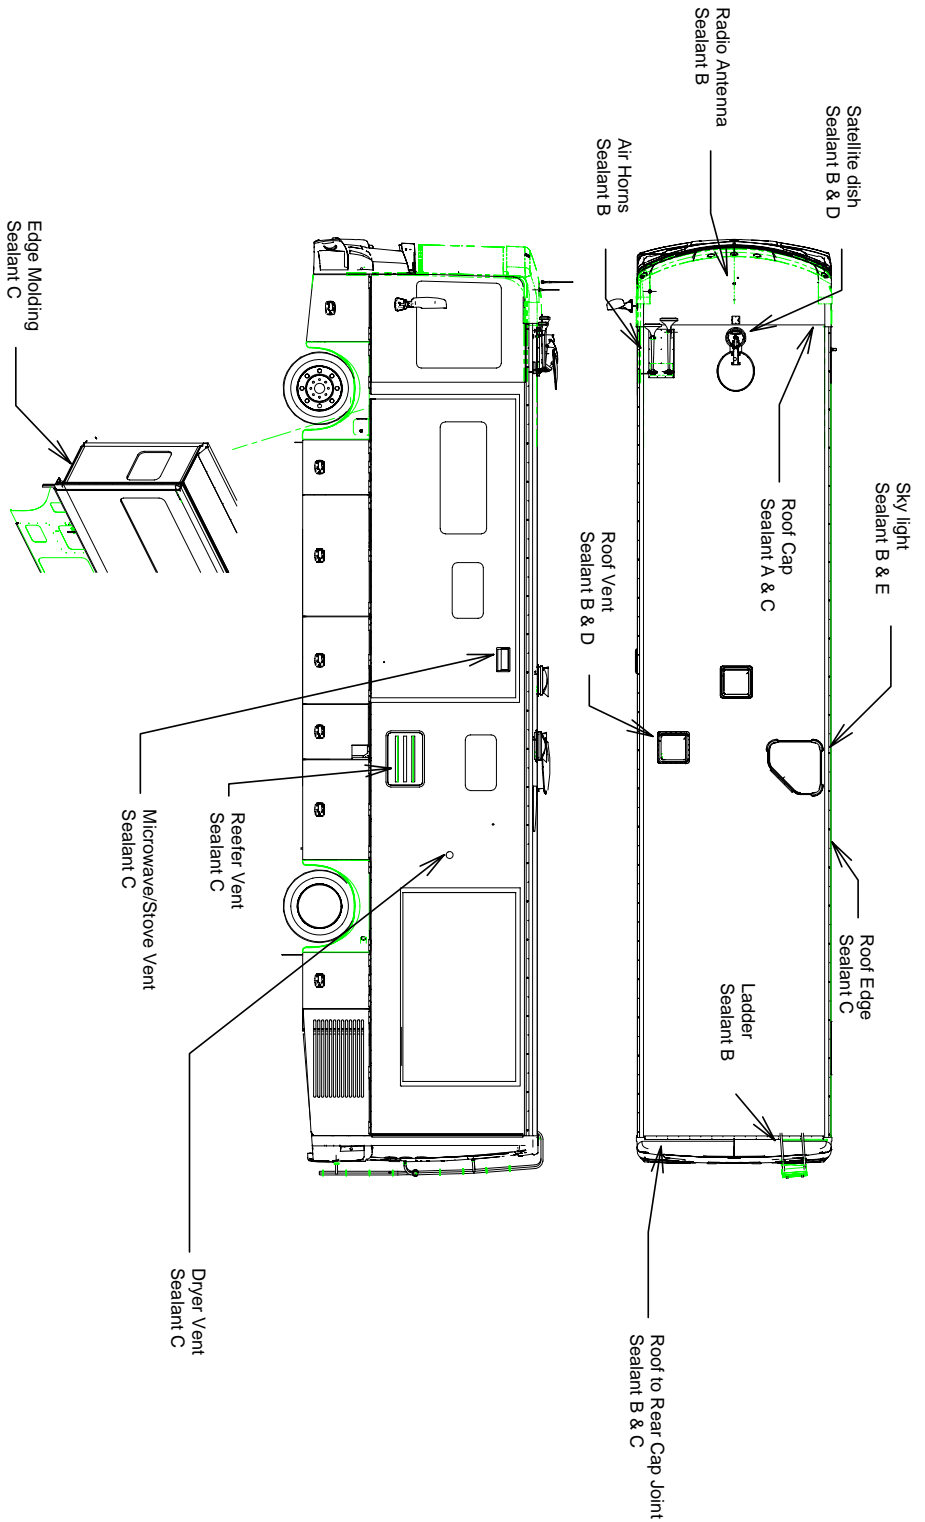 Radio Antenna
Sealant B
Satellite dish
Sealant B & D
Air Horns
Sealant B
Edge Molding
Sealant C
Sky light
Sealant B & E
Roof Cap
Sealant A & C
Roof Vent
Sealant B & D
Microwave/Stove Vent
Sealant C
Reefer Vent
Sealant C
Roof Edge
Sealant C
Ladder
Sealant B
Dryer Vent
Sealant C
Roof to Rear Cap Joint
Sealant B & C